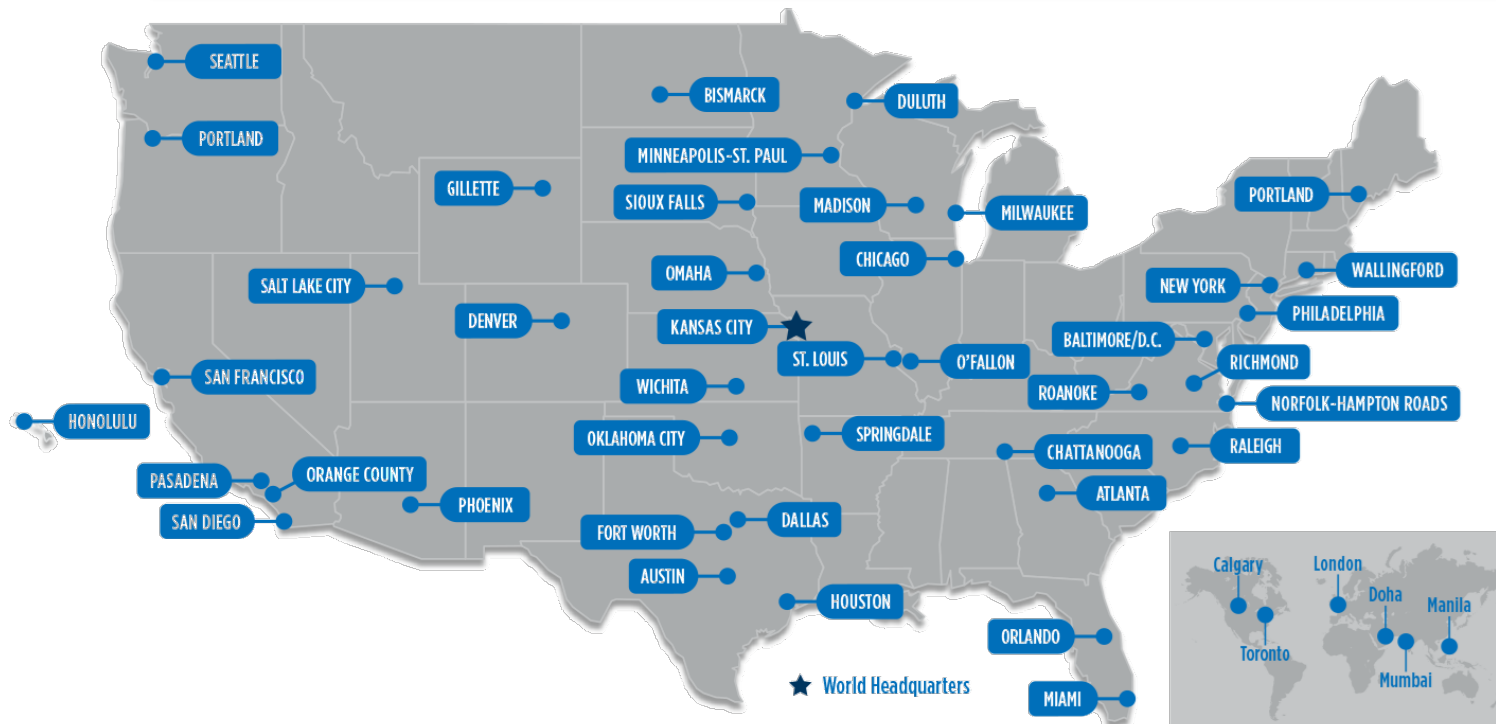 SEATTLE
BISMARCK
DULUTH
PORTLAND
MINNEAPOLIS-ST. PAUL
GILLETTE
SIOUX FALLS
MADISON
MILWAUKEE
PORTLAND
CHICAGO
OMAHA
WALLINGFORD
SALT LAKE CITY
NEW YORK
PHILADELPHIA
DENVER
KANSAS CITY
BALTIMORE/D.C.
ST. LOUIS
O'FALLON
RICHMOND
SAN FRANCISCO
WICHITA
ROANOKE
NORFOLK-HAMPTON ROADS
HONOLULU
OKLAHOMA CITY
SPRINGDALE
RALEIGH
CHATTANOOGA
PASADENA
ORANGE COUNTY
ATLANTA
PHOENIX
SAN DIEGO
DALLAS
FORT WORTH
AUSTIN
HOUSTON
ORLANDO
MIAMI
World Headquarters
Calgary
London
Doha
Manila
Toronto
Mumbai